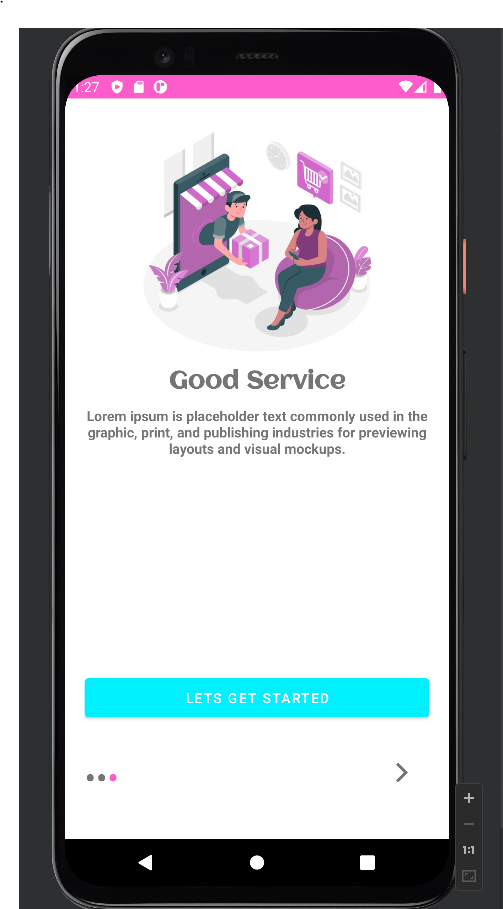 1:27
Good Service
Lorem ipsum is placeholder text commonly used in the
graphic, print, and publishing industries for previewing
layouts and visual mockups.
LETS GET STARTED
1:1